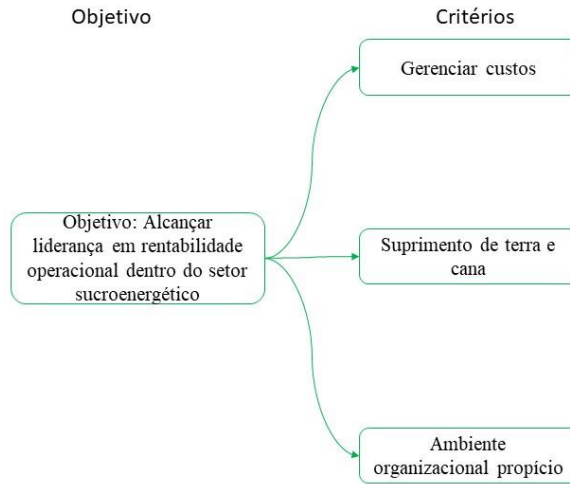 Objetivo
Critérios
Gerenciar custos
Objetivo: Alcançar
liderança em rentabilidade
operacional dentro do setor
sucroenergético
Suprimento de terra e
cana
Ambiente
organizacional propício